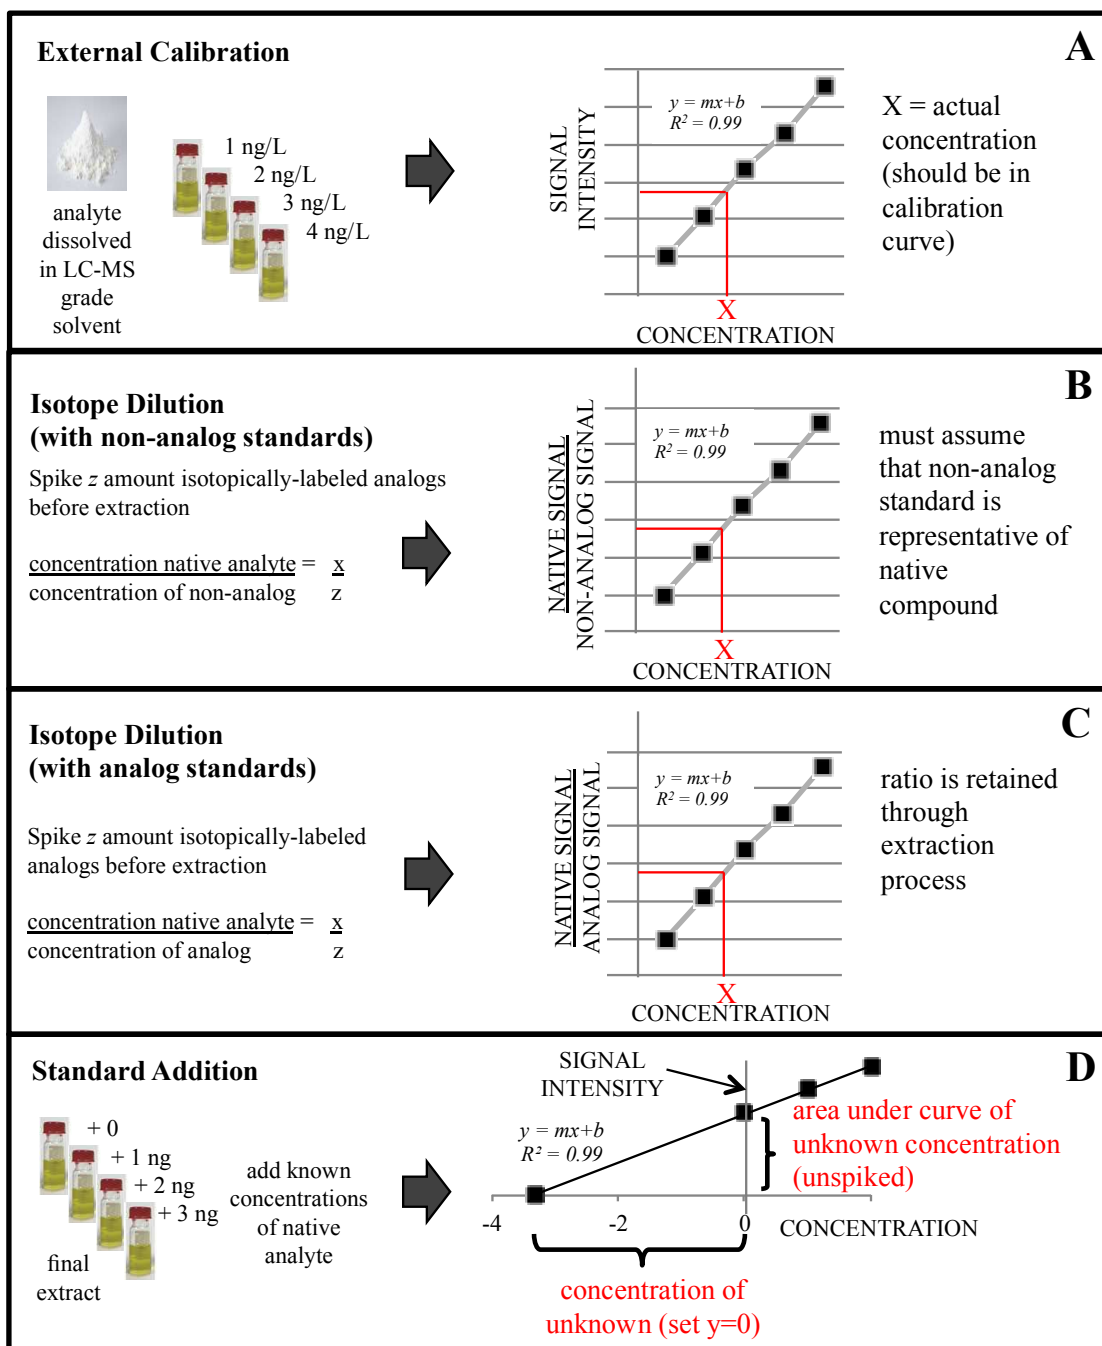 A
External Calibration
1 ng/L
2 ng/L
3 ng/L
4 ng/L
analyte
dissolved
in LC-MS
grade
solvent
SIGNAL
INTENSITY
y = mx+b
R² = 0.99
X
CONCENTRATION
X = actual
concentration
(should be in
calibration
curve)
B
Isotope Dilution
(with non-analog standards)
Spike z amount isotopically-labeled analogs
before extraction
concentration native analyte = x
concentration of non-analog z
NATIVE SIGNAL
NON-ANALOG SIGNAL
y = mx+b
R² = 0.99
X
CONCENTRATION
must assume
that non-analog
standard is
representative of
native
compound
C
Isotope Dilution
(with analog standards)
Spike z amount isotopically-labeled
analogs before extraction
concentration native analyte = x
concentration of analog z
NATIVE SIGNAL
ANALOG SIGNAL
y = mx+b
R² = 0.99
X
CONCENTRATION
ratio is retained
through
extraction
process
D
Standard Addition
+ 0
+ 1 ng
+ 2 ng
+ 3 ng
final
extract
add known
concentrations
of native
analyte
SIGNAL
INTENSITY
y = mx+b
R² = 0.99
-4
-2
0
CONCENTRATION
area under curve of
unknown concentration
(unspiked)
concentration of
unknown (set y=0)